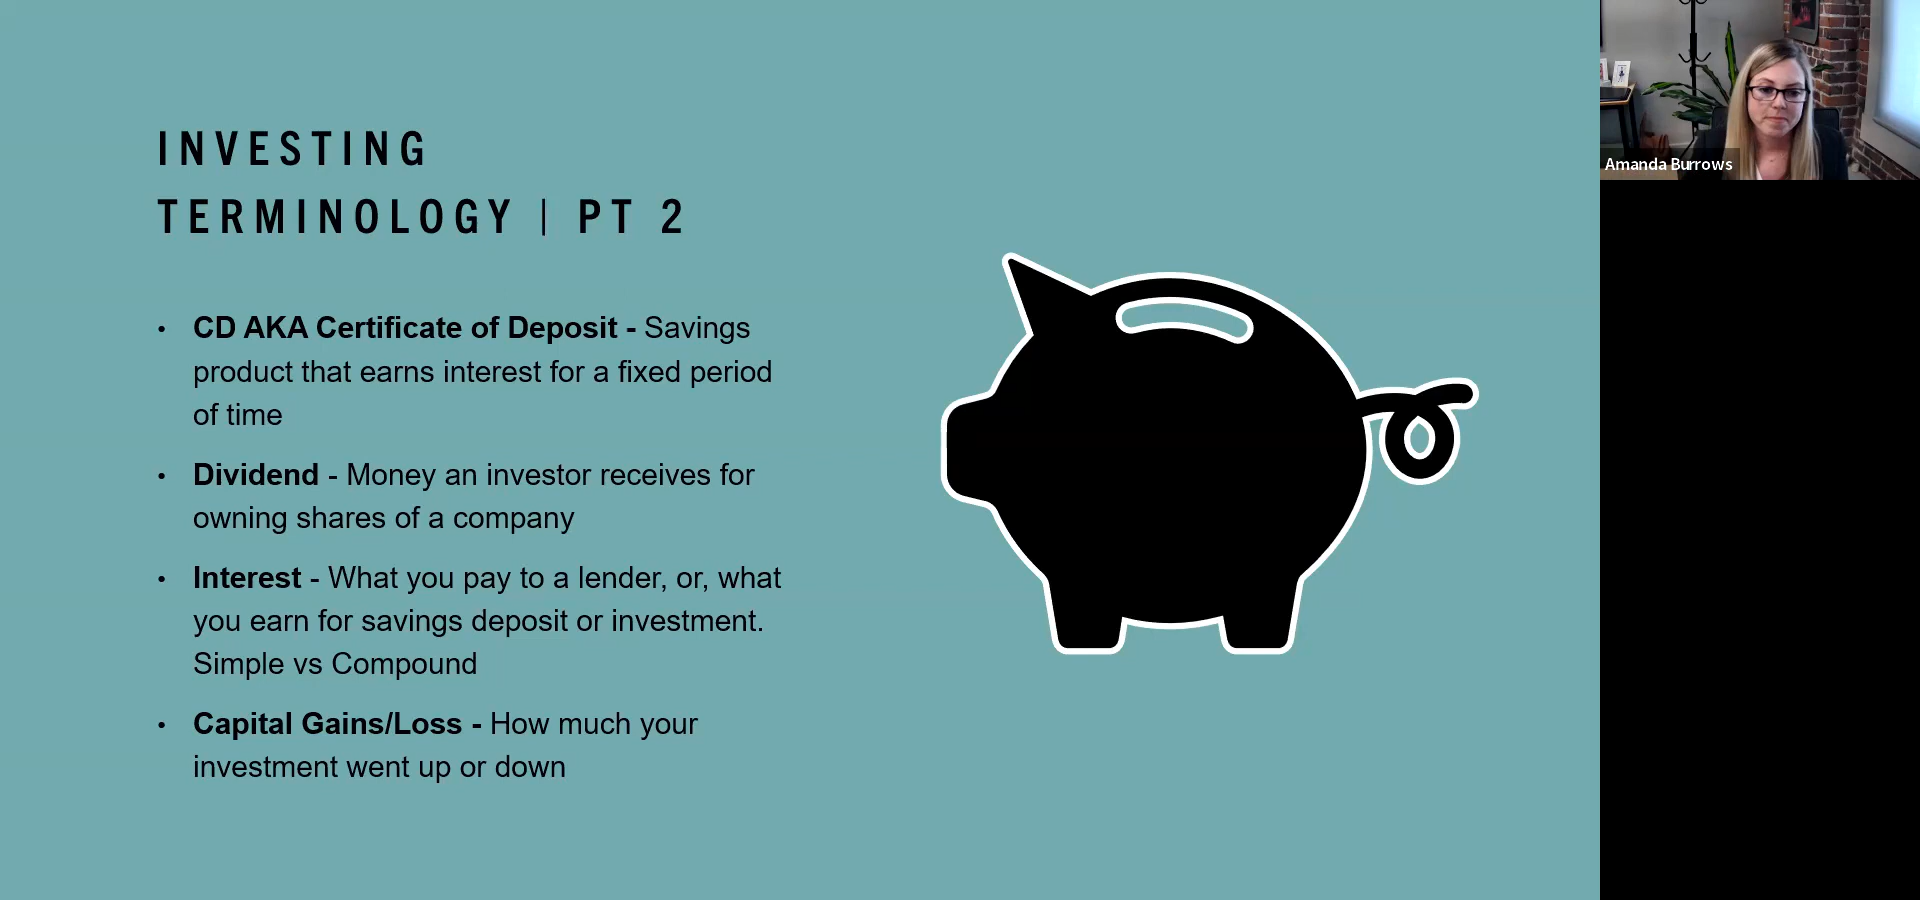 INVESTING
TERMINOLOGY | PT 2
• CD AKA Certificate of Deposit - Savings
product that earns interest for a fixed period
of time
• Dividend - Money an investor receives for
owning shares of a company
• Interest - What you pay to a lender, or, what
you earn for savings deposit or investment.
Simple vs Compound
• Capital Gains/Loss - How much your
investment went up or down
Amanda Burrows